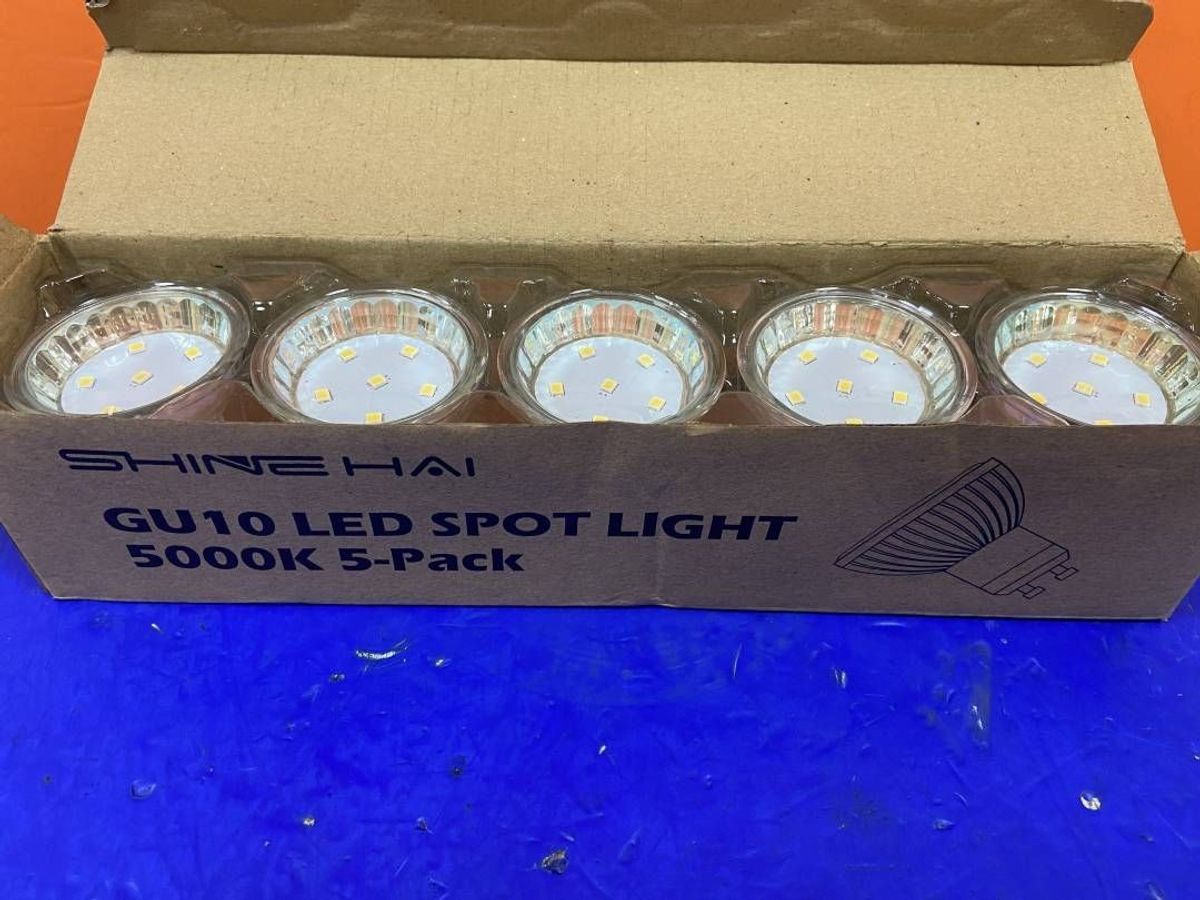 SHINE HAI
GU10 LED SPOT LIGHT
5000K 5-Pack